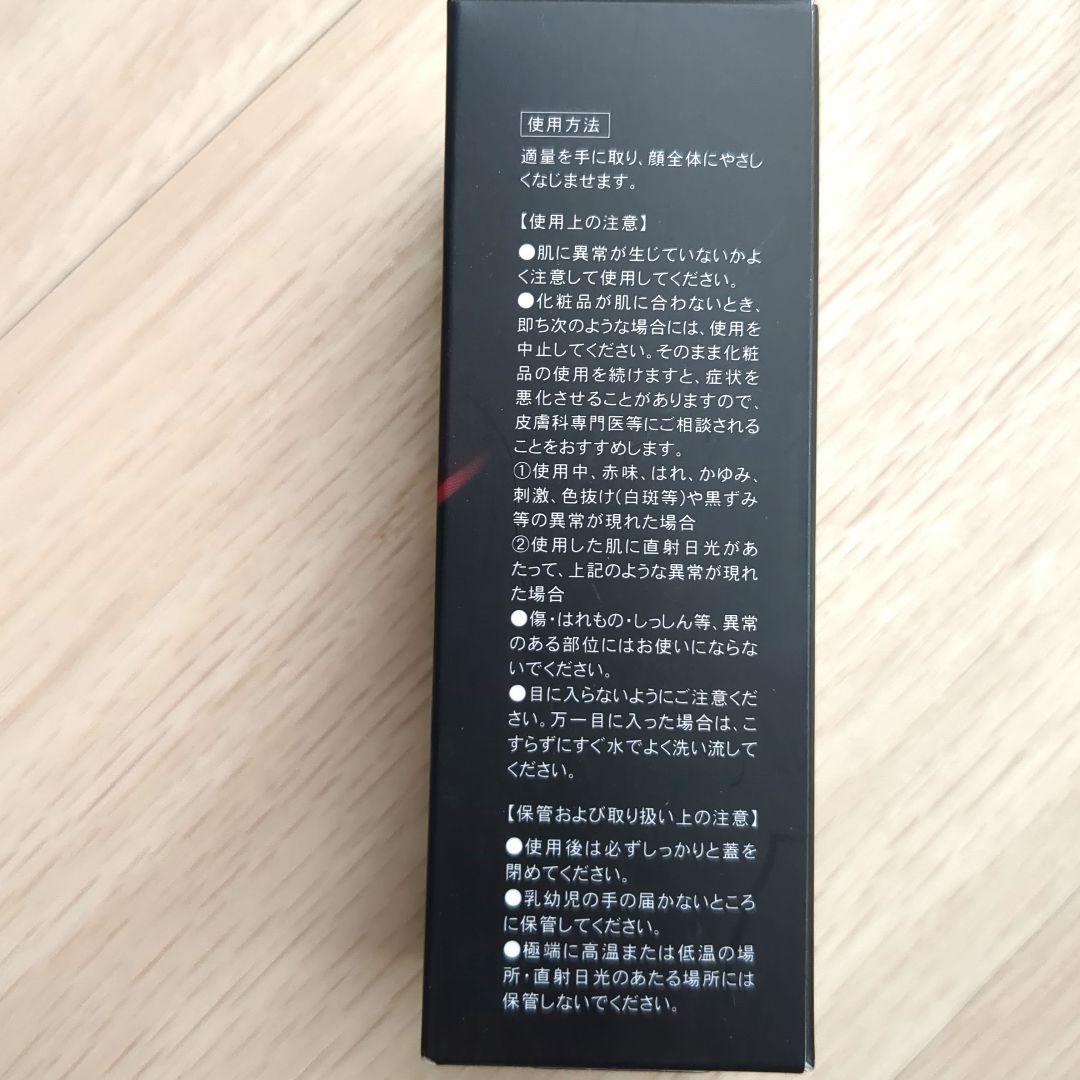 使用方法
適量を手に取り、顔全体にやさし
くなじませます。
【使用上の注意】
●肌に異常が生じていないかよ
く注意して使用してください。
●化粧品が肌に合わないとき、
即ち次のような場合には、使用を
中止してください。そのまま化粧
品の使用を続けますと、症状を
悪化させることがありますので、
皮膚科専門医等にご相談される
ことをおすすめします。
①使用中、赤味、はれ、かゆみ、
刺激、色抜け(白斑等)や黒ずみ
等の異常が現れた場合
②使用した肌に直射日光があ
たって、上記のような異常が現れ
た場合
●傷・はれもの・しっしん等、異常
のある部位にはお使いにならな
いでください。
●目に入らないようにご注意くだ
さい。万一目に入った場合は、こ
すらずにすぐ水でよく洗い流して
ください。
【保管および取り扱い上の注意】
●使用後は必ずしっかりと蓋を
閉めてください。
●乳幼児の手の届かないところ
に保管してください。
●極端に高温または低温の場
所・直射日光のあたる場所には
保管しないでください。